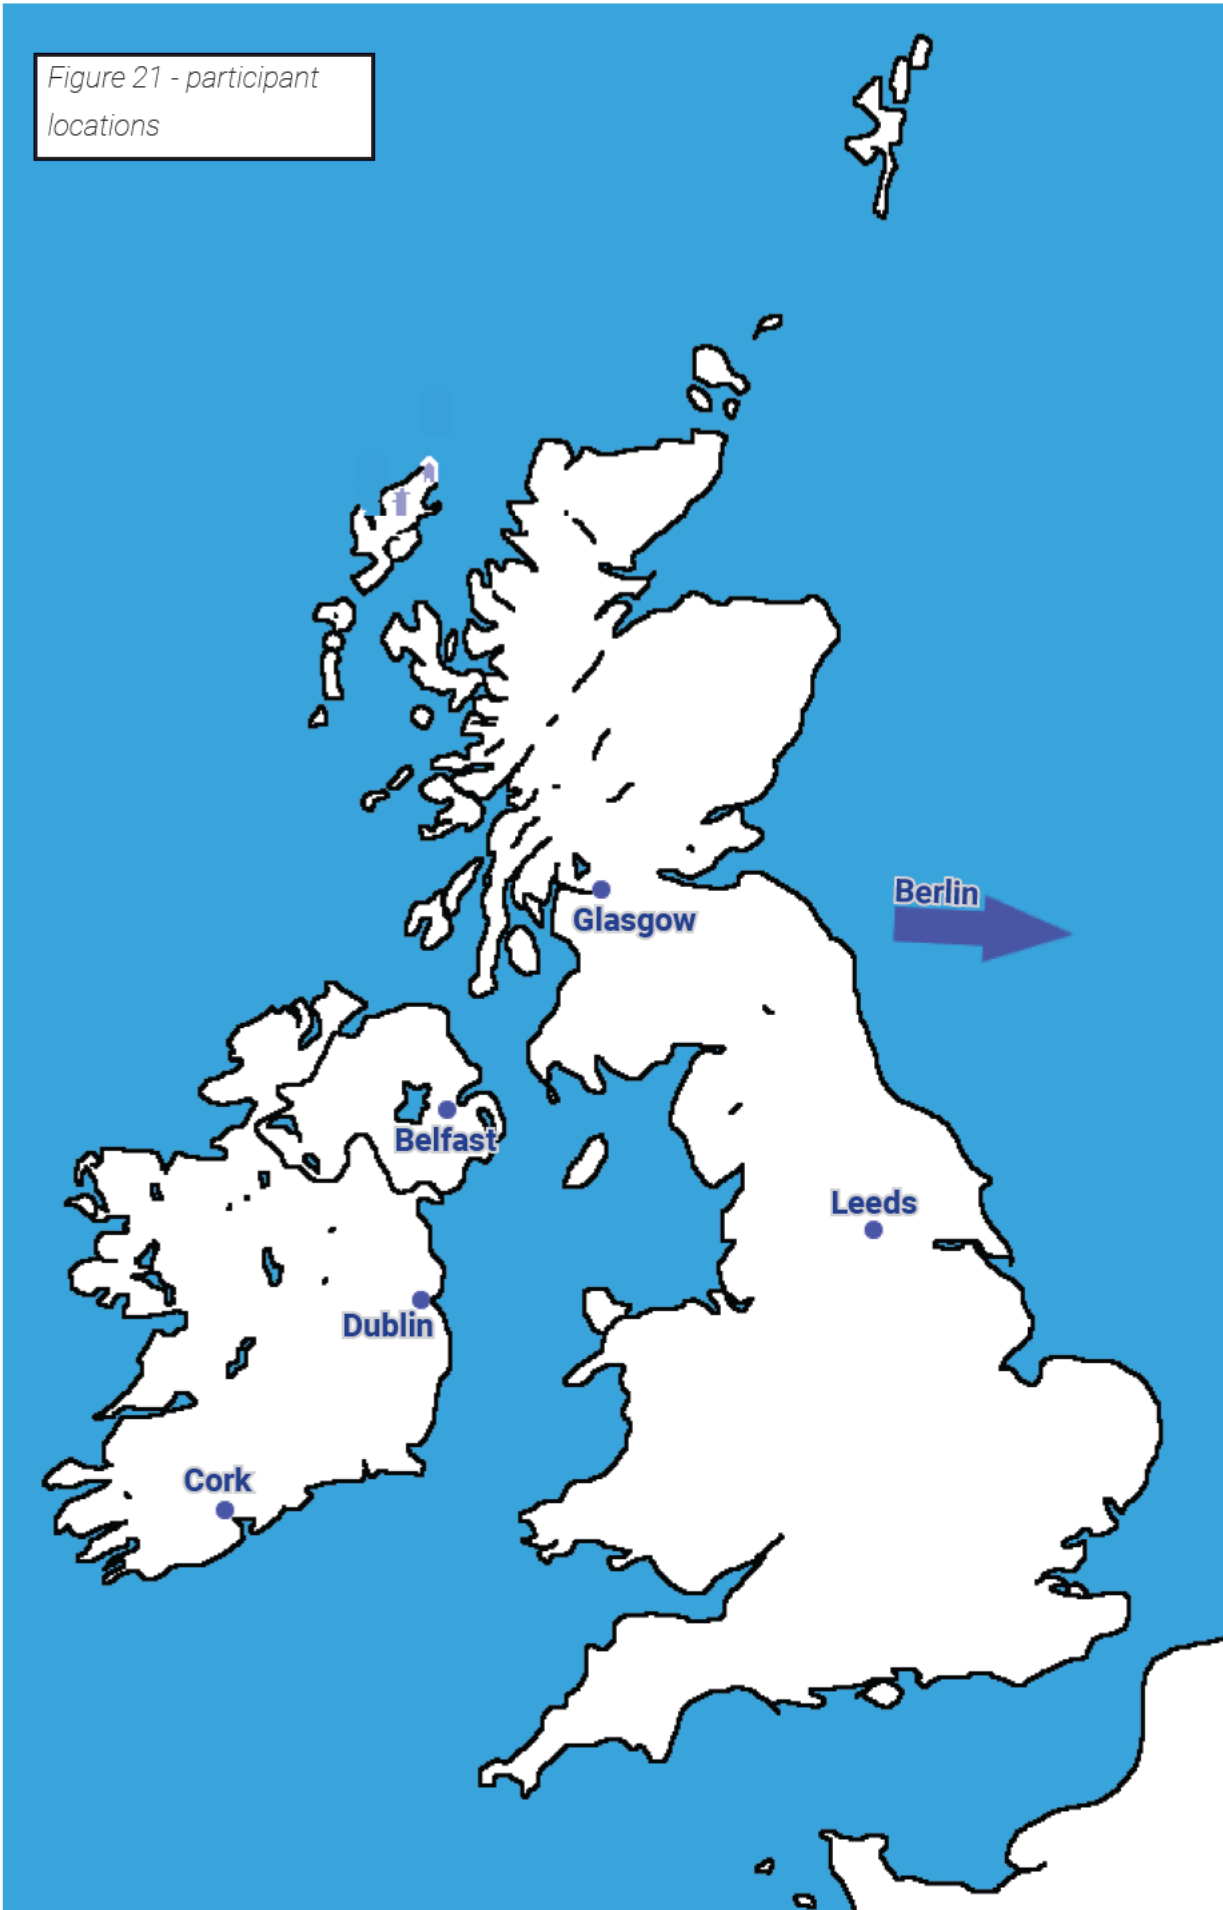 Figure 21 - participant
locations
Berlin
Glasgow
Belfast
Leeds
Dublin
Cork